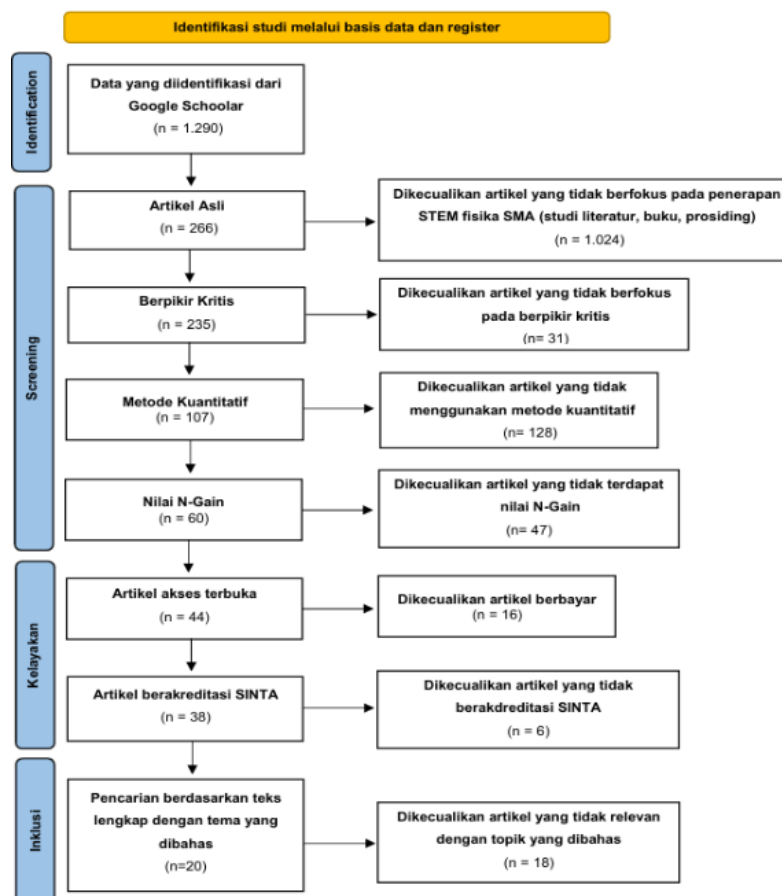 Identifikasi studi melalui basis data dan register
Identification
Data yang diidentifikasi dari
Google Schoolar
(n = 1.290)
Screening
Artikel Asli
(n = 266)
Dikecualikan artikel yang tidak berfokus pada penerapan
STEM fisika SMA (studi literatur, buku, prosiding)
(n = 1.024)
Berpikir Kritis
(n = 235)
Dikecualikan artikel yang tidak berfokus
pada berpikir kritis
(n= 31)
Metode Kuantitatif
(n = 107)
Dikecualikan artikel yang tidak
menggunakan metode kuantitatif
(n= 128)
Nilai N-Gain
(n = 60)
Dikecualikan artikel yang tidak terdapat
nilai N-Gain
(n= 47)
Kelayakan
Artikel akses terbuka
(n = 44)
Dikecualikan artikel berbayar
(n = 16)
Artikel berakreditasi SINTA
(n = 38)
Dikecualikan artikel yang tidak
berakdreditasi SINTA
(n = 6)
Inklusi
Pencarian berdasarkan teks
lengkap dengan tema yang
dibahas
(n=20)
Dikecualikan artikel yang tidak relevan
dengan topik yang dibahas
(n = 18)